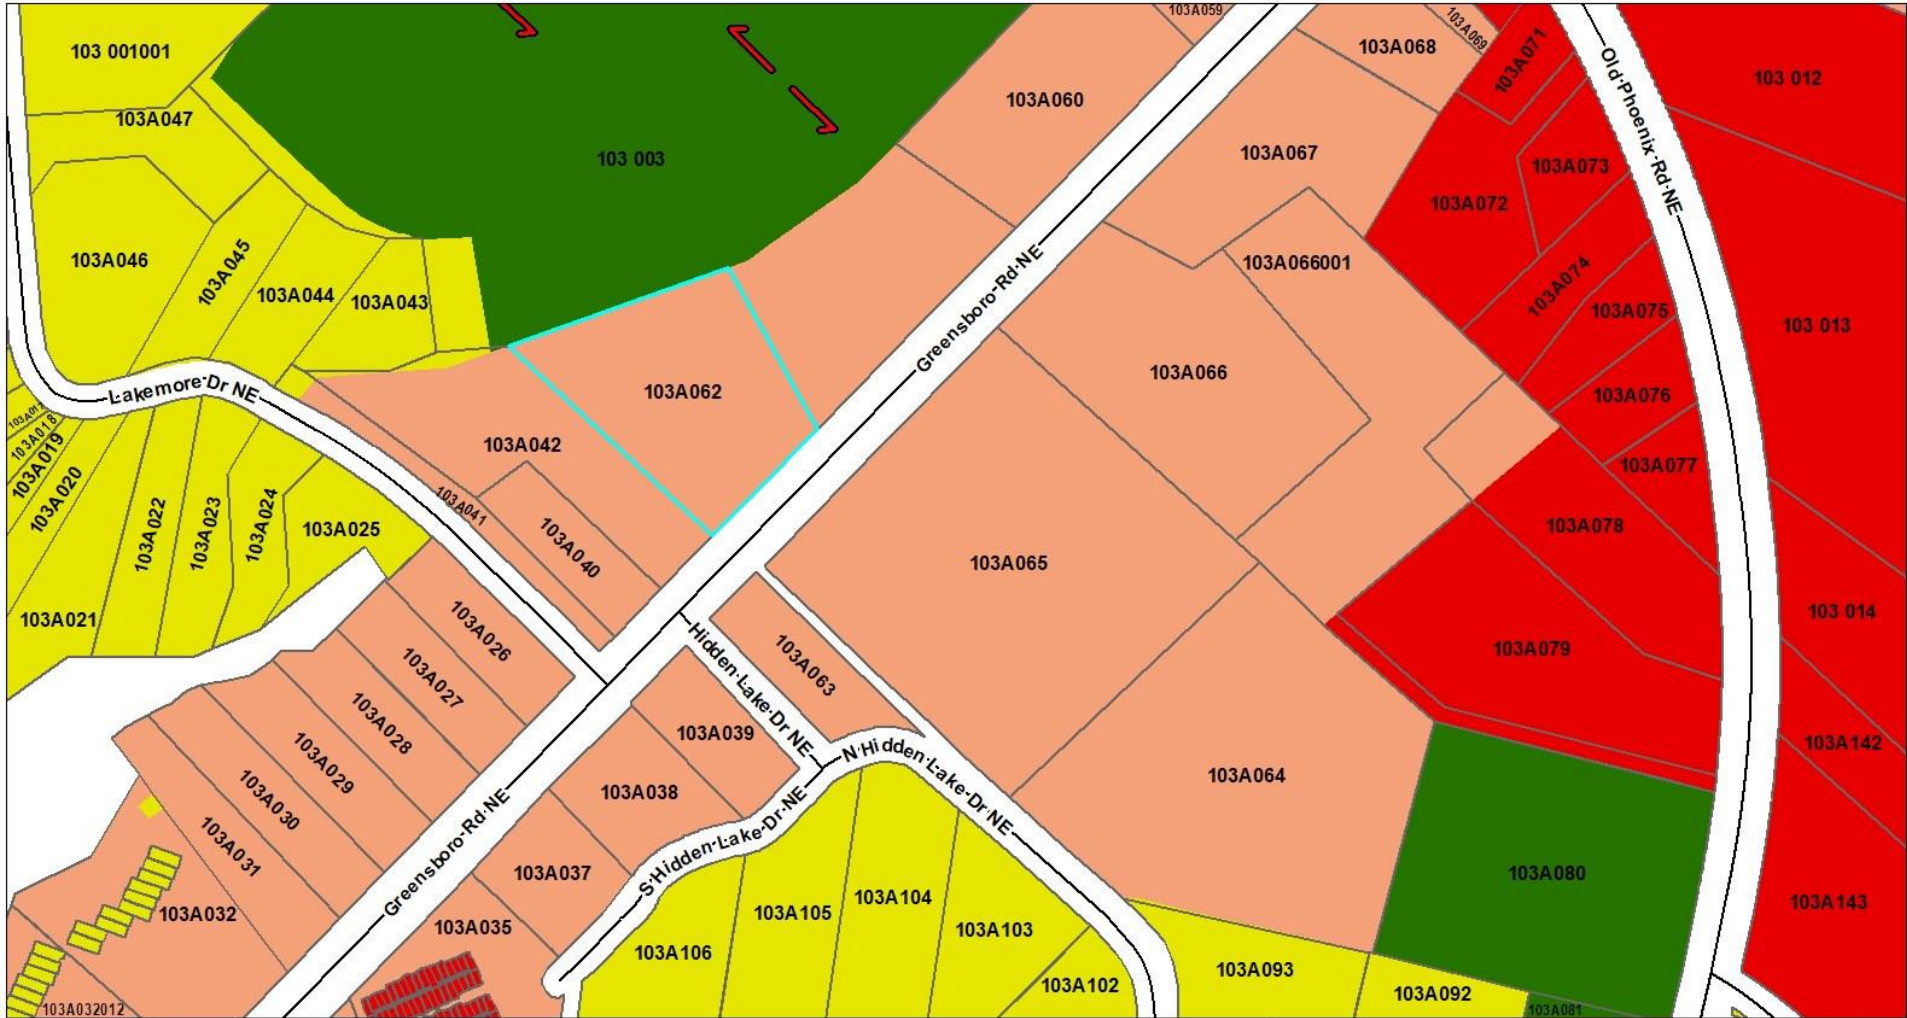 103A059
103A069
103A071
Old Phoenix Rd NE
103 001001
103A068
103 012
103A060
103A047
103 003
103A067
103A073
103A072
103A046
103A045
Greensboro Rd NE
103A066001
103A044
103A043
103A074
103A075
103 013
103A066
Lakemore Dr NE
103A062
103A076
103A018
103A042
103A019
103A020
103A041
103A077
103A022
103A023
103A024
103A025
103A040
103A078
103A065
103A021
103A026
103 014
Hidden Lake Dr NE
103A063
103A079
103A027
103A028
103A039
103A142
103A029
N Hidden Lake Dr NE
103A064
103A030
103A038
Greensboro Rd NE
S Hidden Lake Dr NE
103A031
103A037
103A080
103A104
103A143
103A032
103A105
103A035
103A103
103A106
103A093
103A102
103A092
103A032012
103A081